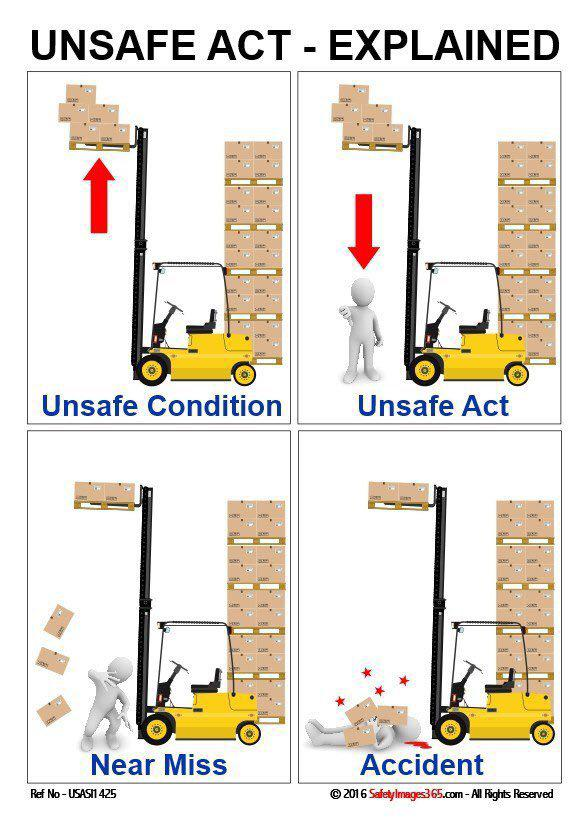 UNSAFE ACT - EXPLAINED
Unsafe Condition
Unsafe Act
Near Miss
Accident
Ref No - USASI1425
© 2016 SafetyImages365.com - All Rights Reserved